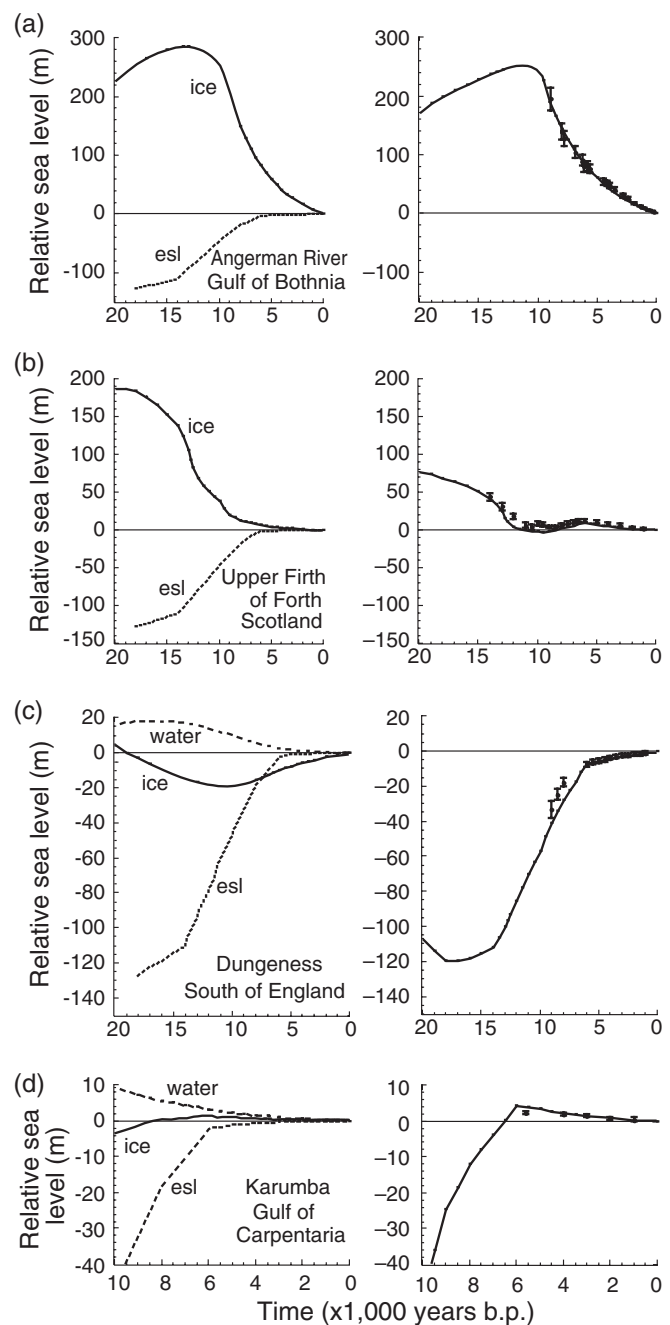 (a)
Relative sea level (m)
300
200
100
0
-100
ice
esl
Angerman River
Gulf of Bothnia
20 15 10 5 0
300
200
100
0
−100
20 15 10 5 0
(b)
Relative sea level (m)
200
150
100
50
0
-50
-100
-150
ice
esl
Upper Firth
of Forth
Scotland
20 15 10 5 0
200
150
100
50
0
−50
−100
−150
20 15 10 5 0
(c)
Relative sea level (m)
20
0
-20
-40
-60
-80
-100
-120
-140
water
ice
esl
Dungeness
South of England
20 15 10 5 0
20
0
−20
−40
−60
−80
−100
−120
−140
20 15 10 5 0
(d)
Relative sea
level (m)
10
0
-10
-20
-30
-40
water
ice
esl
Karumba
Gulf of
Carpentaria
10 8 6 4 2 0
10
0
−10
−20
−30
−40
10 8 6 4 2 0
Time (x1,000 years b.p.)